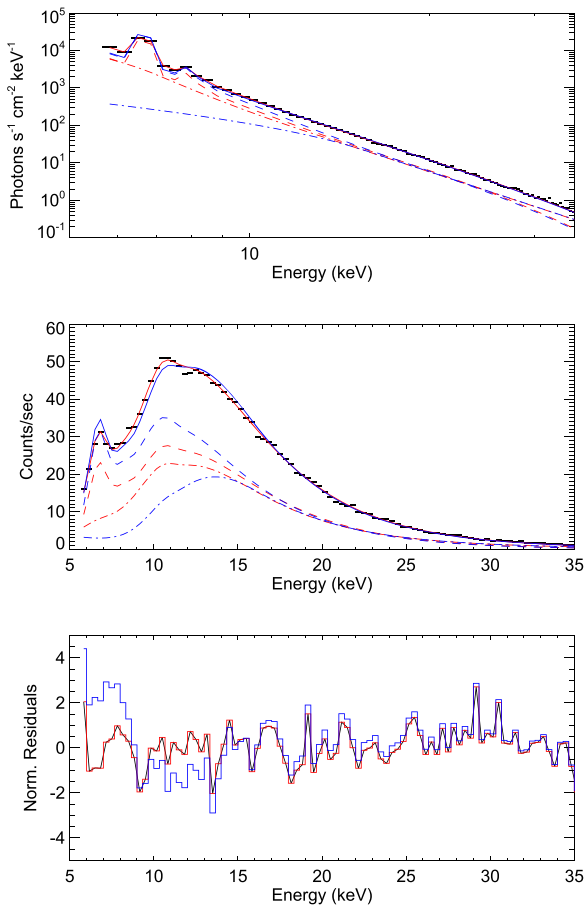 10⁵
10⁴
10³
10²
10¹
10⁰
10⁻¹
Photons s⁻¹ cm⁻² keV⁻¹
10
Energy (keV)
60
50
40
30
20
10
0
Counts/sec
5 10 15 20 25 30 35
Energy (keV)
4
2
0
-2
-4
Norm. Residuals
5 10 15 20 25 30 35
Energy (keV)